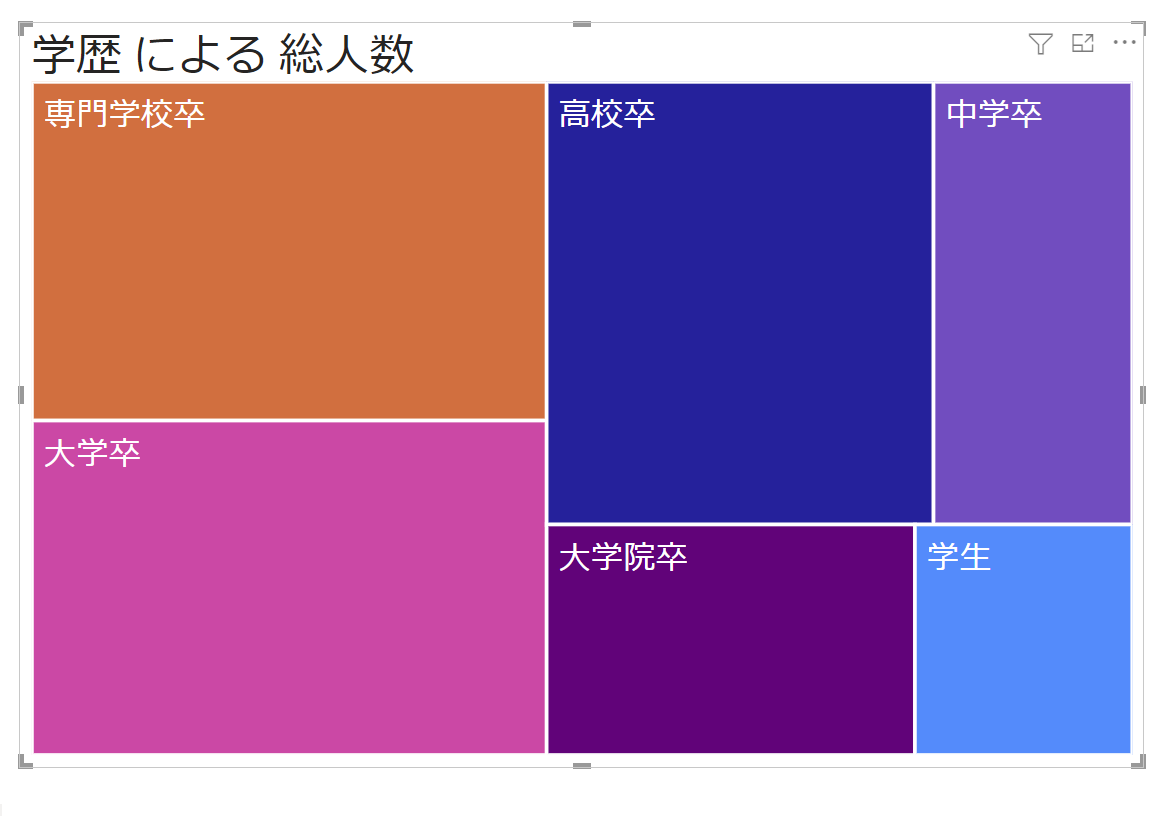 学歴 による 総人数
専門学校卒
高校卒
中学卒
大学卒
大学院卒
学生